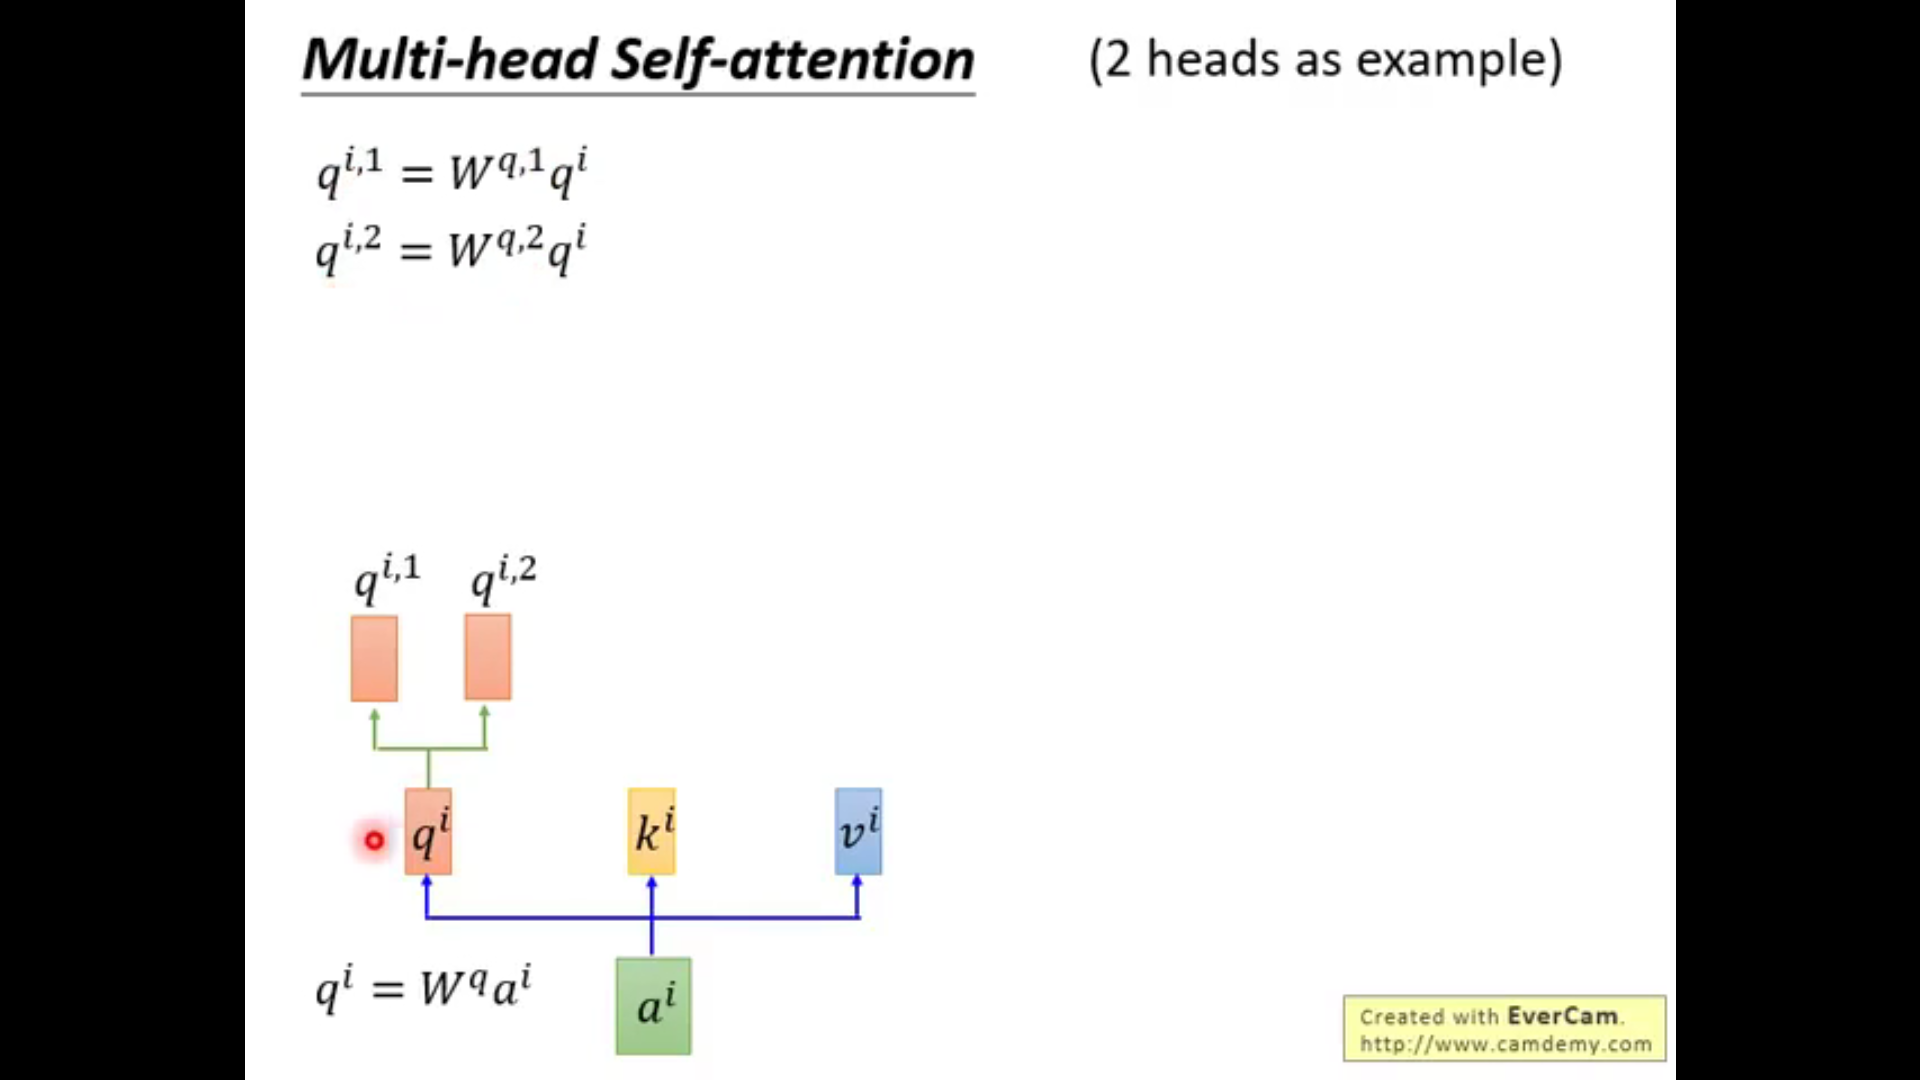 Multi-head Self-attention (2 heads as example)
q^{i,1} = W^{q,1}q^i
q^{i,2} = W^{q,2}q^i
q^{i,1} q^{i,2}
q^i k^i v^i
q^i = W^q a^i
a^i
Created with EverCam.
http://www.camdemy.com